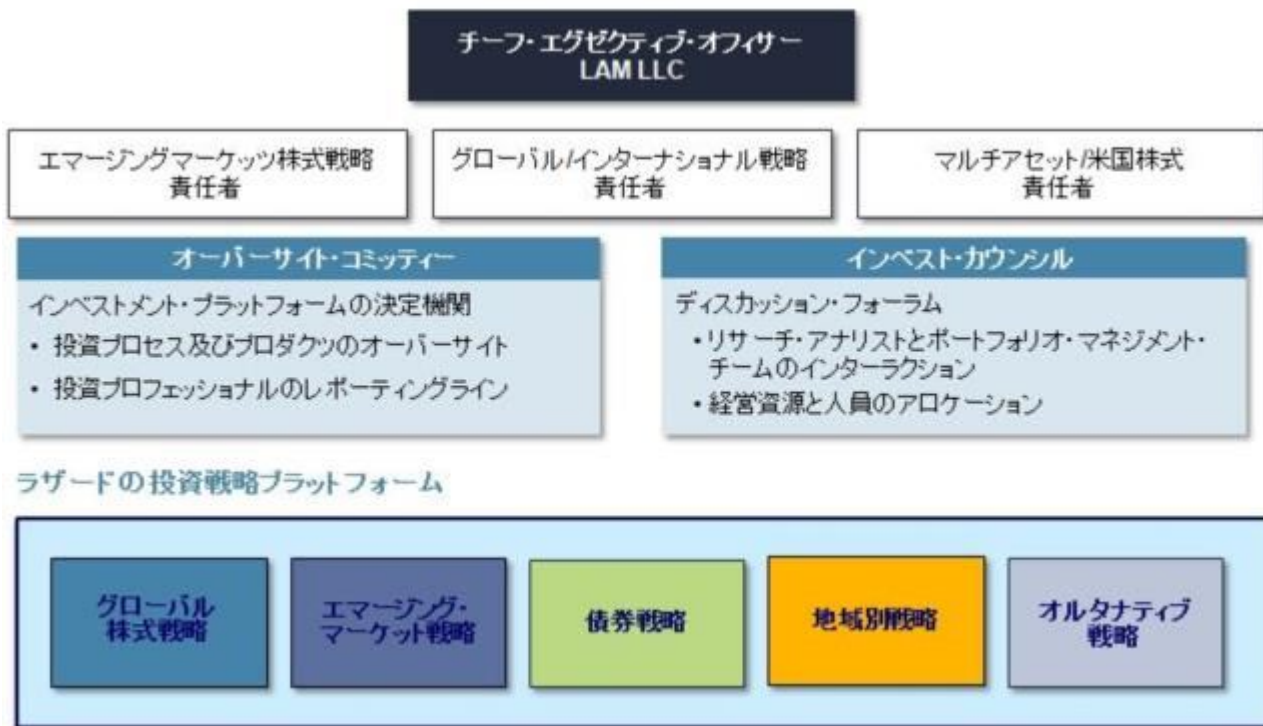 チーフ・エグゼクティブ・オフィサー
LAM LLC
エマージングマーケッツ株式戦略
責任者
グローバル/インターナショナル戦略
責任者
マルチアセット/米国株式
責任者
オーバーサイト・コミッティー
インベストメント・プラットフォームの決定機関
・ 投資プロセス及びプロダクツのオーバーサイト
・ 投資プロフェッショナルのレポーティングライン
インベスト・カウンシル
ディスカッション・フォーラム
・リサーチ・アナリストとポートフォリオ・マネジメント・
チームのインターラクション
・経営資源と人員のアロケーション
ラザードの投資戦略プラットフォーム
グローバル
株式戦略
エマージング・
マーケット戦略
債券戦略
地域別戦略
オルタナティブ
戦略